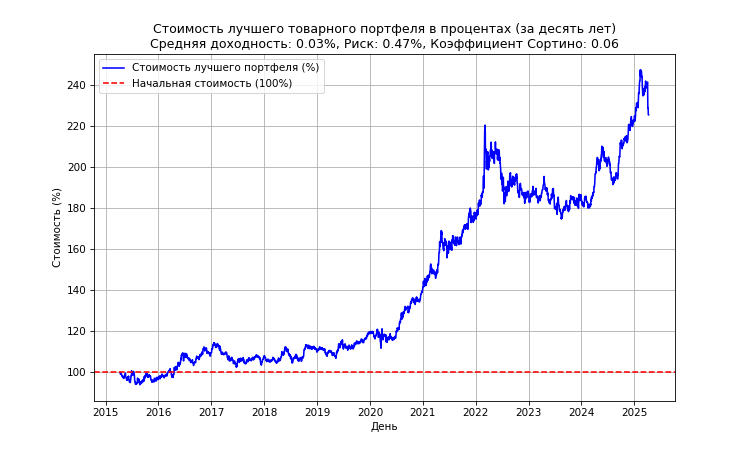 Стоимость лучшего товарного портфеля в процентах (за десять лет)
Средняя доходность: 0.03%, Риск: 0.47%, Коэффициент Сортино: 0.06
Стоимость лучшего портфеля (%)
Начальная стоимость (100%)
Стоимость (%)
240
220
200
180
160
140
120
100
2015 2016 2017 2018 2019 2020 2021 2022 2023 2024 2025
День